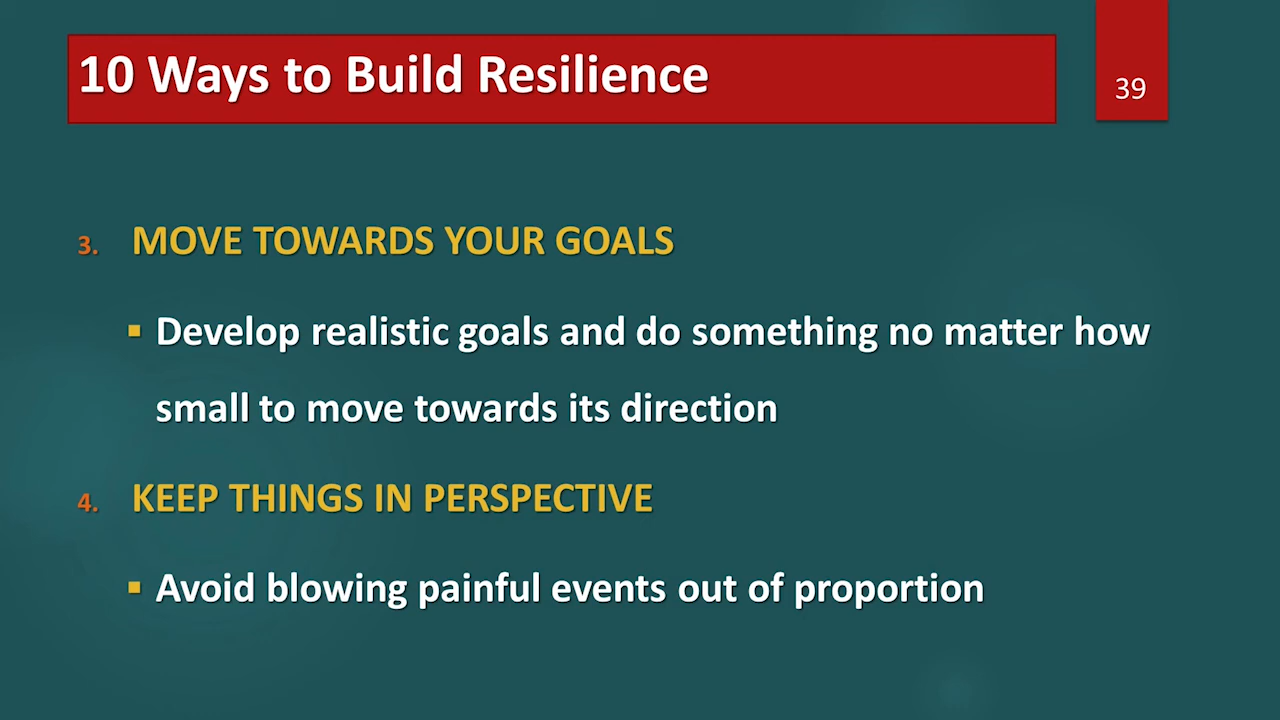 10 Ways to Build Resilience
39
3. MOVE TOWARDS YOUR GOALS
▪ Develop realistic goals and do something no matter how
small to move towards its direction
4. KEEP THINGS IN PERSPECTIVE
▪ Avoid blowing painful events out of proportion